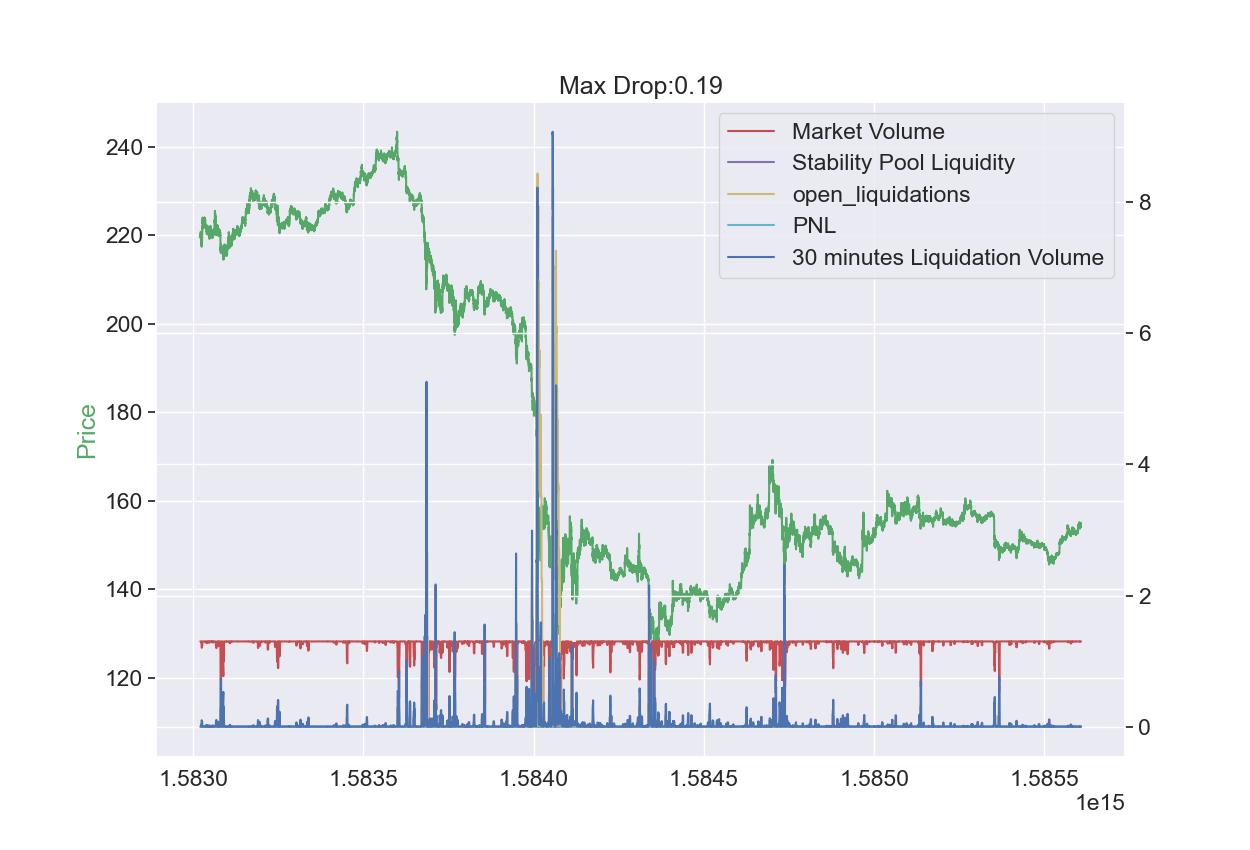 Max Drop:0.19
Market Volume
Stability Pool Liquidity
open_liquidations
PNL
30 minutes Liquidation Volume
Price
240
220
200
180
160
140
120
8
6
4
2
0
1.5830 1.5835 1.5840 1.5845 1.5850 1.5855
1e15